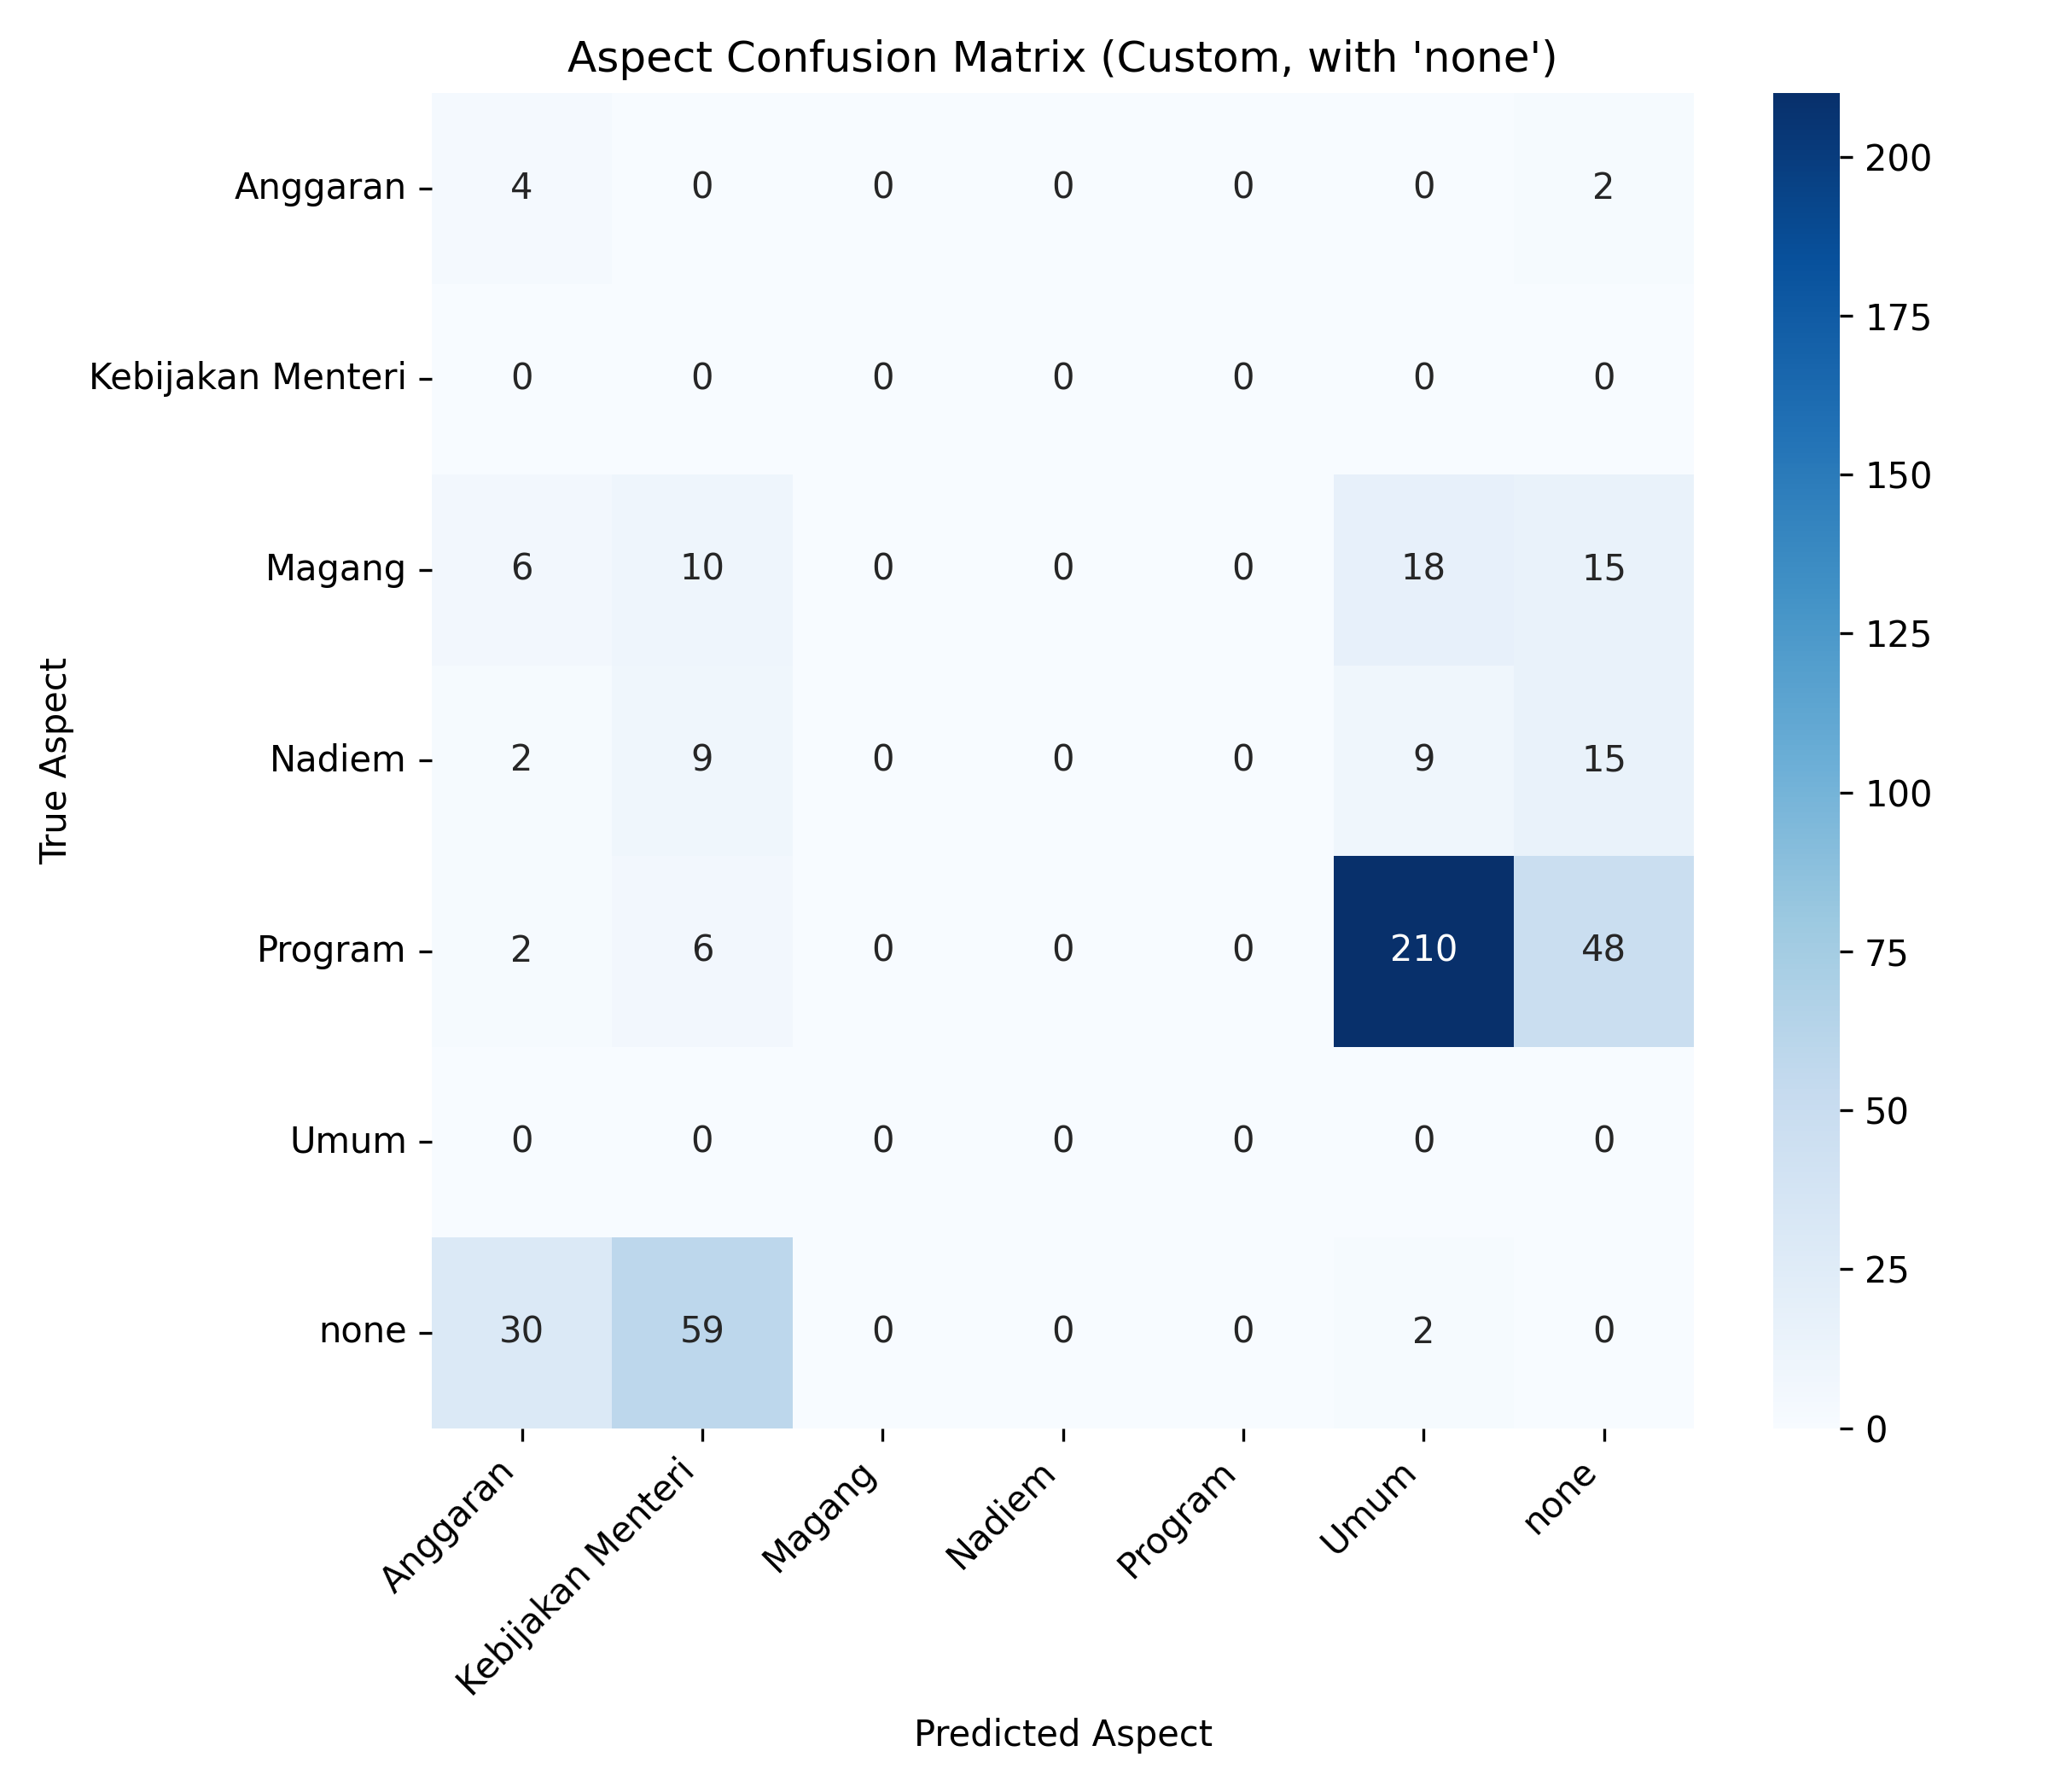 Aspect Confusion Matrix (Custom, with 'none')
Anggaran 4 0 0 0 0 0 2
Kebijakan Menteri 0 0 0 0 0 0 0
Magang 6 10 0 0 0 18 15
Nadiem 2 9 0 0 0 9 15
Program 2 6 0 0 0 210 48
Umum 0 0 0 0 0 0 0
none 30 59 0 0 0 2 0
True Aspect
Anggaran
Kebijakan Menteri
Magang
Nadiem
Program
Umum
none
Predicted Aspect
200
175
150
125
100
75
50
25
0